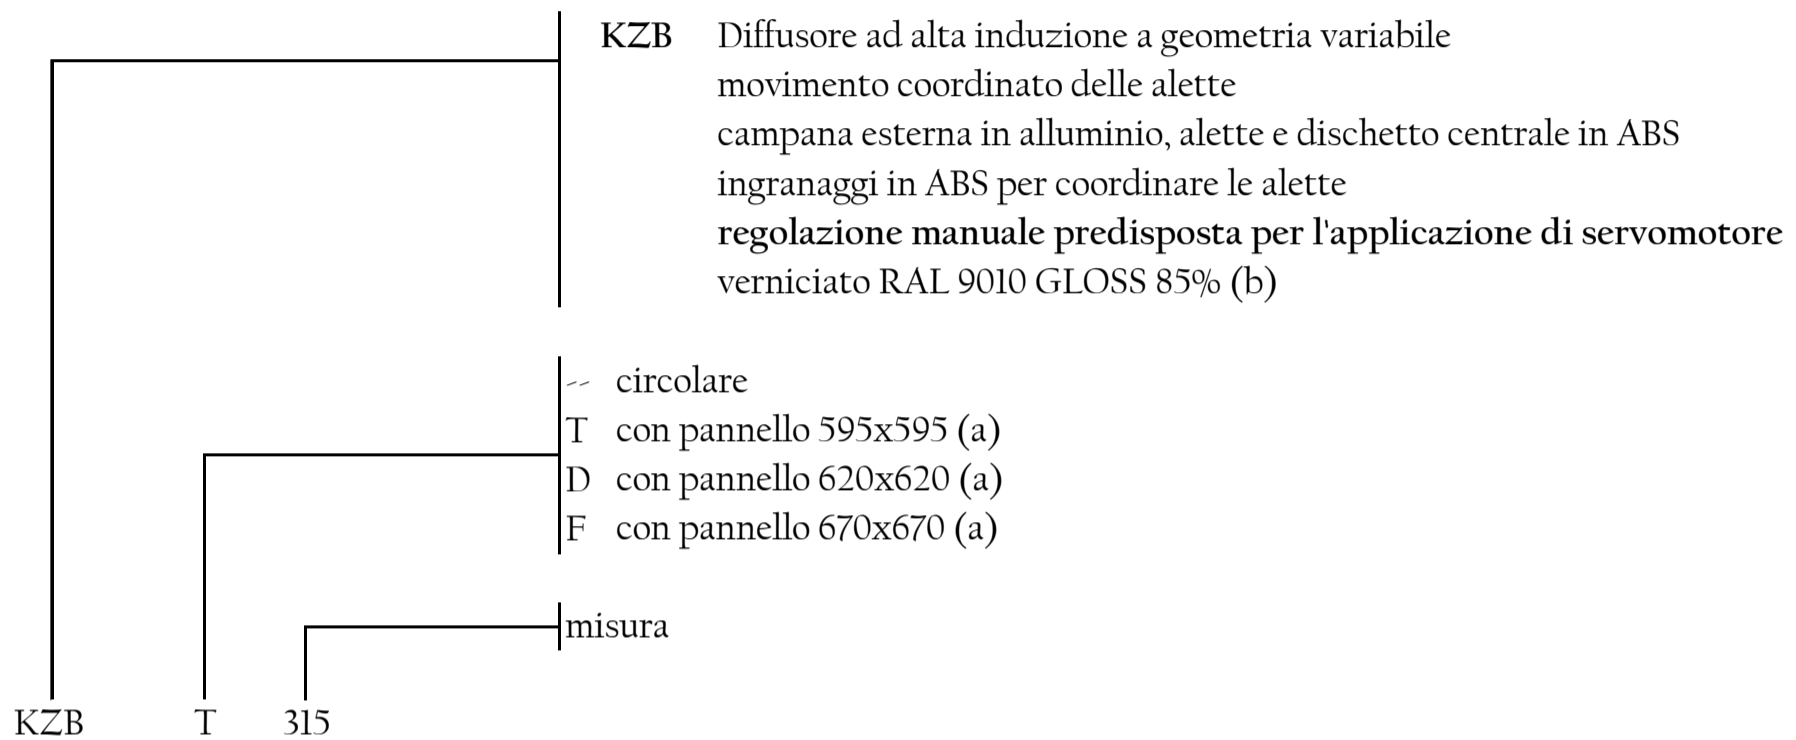 KZB Diffusore ad alta induzione a geometria variabile
movimento coordinato delle alette
campana esterna in alluminio, alette e dischetto centrale in ABS
ingranaggi in ABS per coordinare le alette
regolazione manuale predisposta per l'applicazione di servomotore
verniciato RAL 9010 GLOSS 85% (b)
-- circolare
T con pannello 595x595 (a)
D con pannello 620x620 (a)
F con pannello 670x670 (a)
misura
KZB T 315